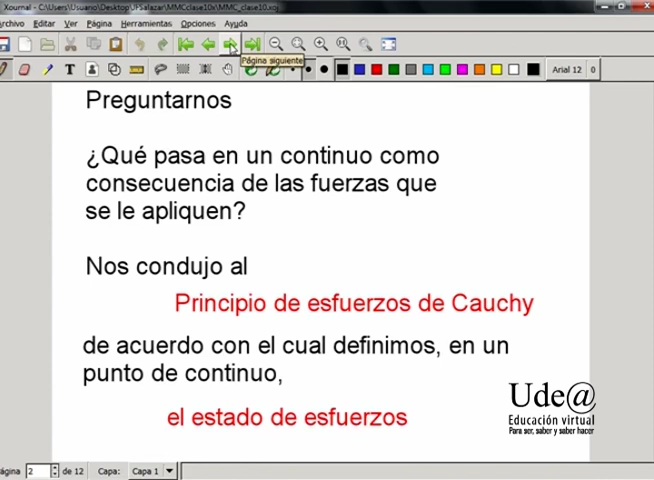 Xournal - C:\Users\Usuario\Desktop\JFSalazar\MMCclase10x\MMC_clase10.xoj
Archivo Editar Ver Página Herramientas Opciones Ayuda
Página siguiente
T
Arial 12 0
Preguntarnos
¿Qué pasa en un continuo como
consecuencia de las fuerzas que
se le apliquen?
Nos condujo al
Principio de esfuerzos de Cauchy
de acuerdo con el cual definimos, en un
punto de continuo,
el estado de esfuerzos
Ude@
Educación virtual
Para ser, saber y saber hacer
ágina 2 de 12 Capa: Capa 1